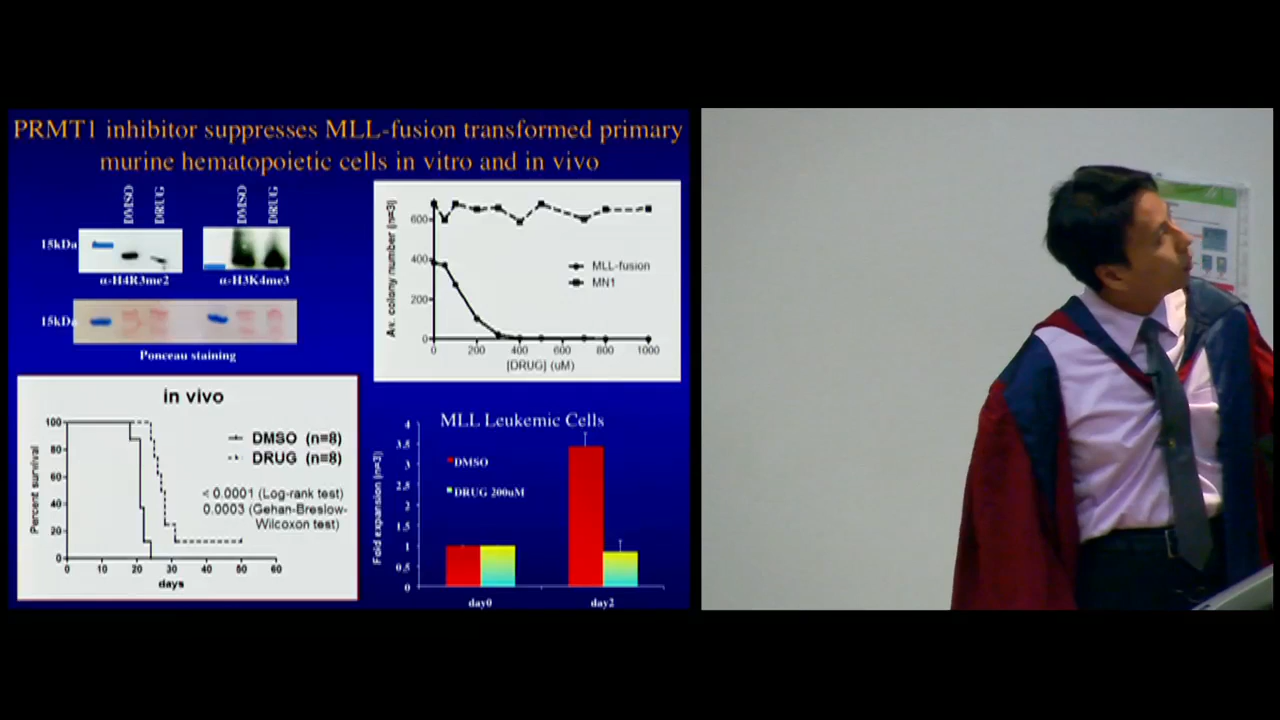 PRMT1 inhibitor suppresses MLL-fusion transformed primary
murine hematopoietic cells in vitro and in vivo
DMSO
DRUG
DMSO
DRUG
15kDa
α-H4R3me2
α-H3K4me3
15kDa
Ponceau staining
Av. colony number (n=3)
600
400
200
0
MLL-fusion
MN1
0 200 400 600 800 1000
[DRUG] (uM)
in vivo
Percent survival
100
80
60
40
20
0
DMSO (n=8)
DRUG (n=8)
< 0.0001 (Log-rank test)
0.0003 (Gehan-Breslow-
Wilcoxon test)
0 10 20 30 40 50 60
days
MLL Leukemic Cells
Fold expansion (n=3)
4
3.5
3
2.5
2
1.5
1
0.5
0
DMSO
DRUG 200uM
day0 day2